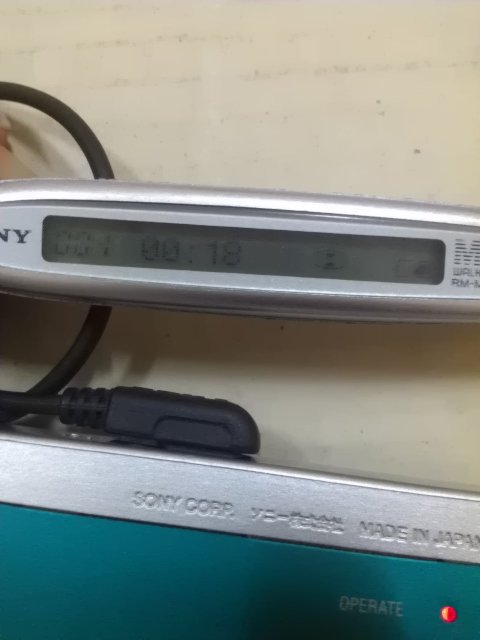 NY
001 00:18
M
WALK
RM-M
SONY CORP. ソニー株式会社 MADE IN JAPAN
OPERATE